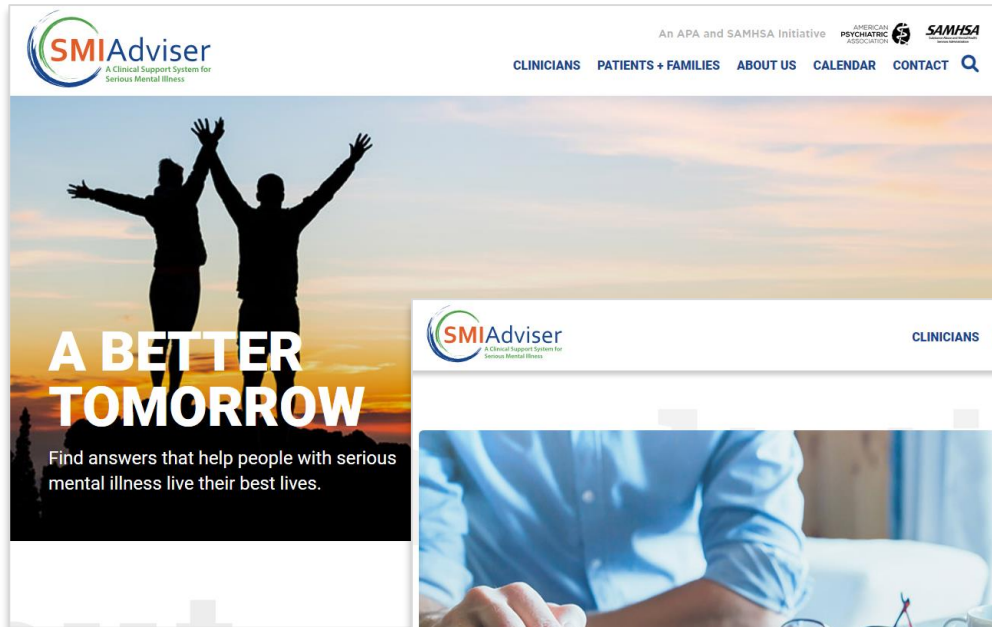 SMIAdviser
A Clinical Support System for
Serious Mental Illness
An APA and SAMHSA Initiative
AMERICAN
PSYCHIATRIC
ASSOCIATION
SAMHSA
CLINICIANS PATIENTS + FAMILIES ABOUT US CALENDAR CONTACT
A BETTER
TOMORROW
Find answers that help people with serious
mental illness live their best lives.
SMIAdviser
A Clinical Support System for
Serious Mental Illness
CLINICIANS